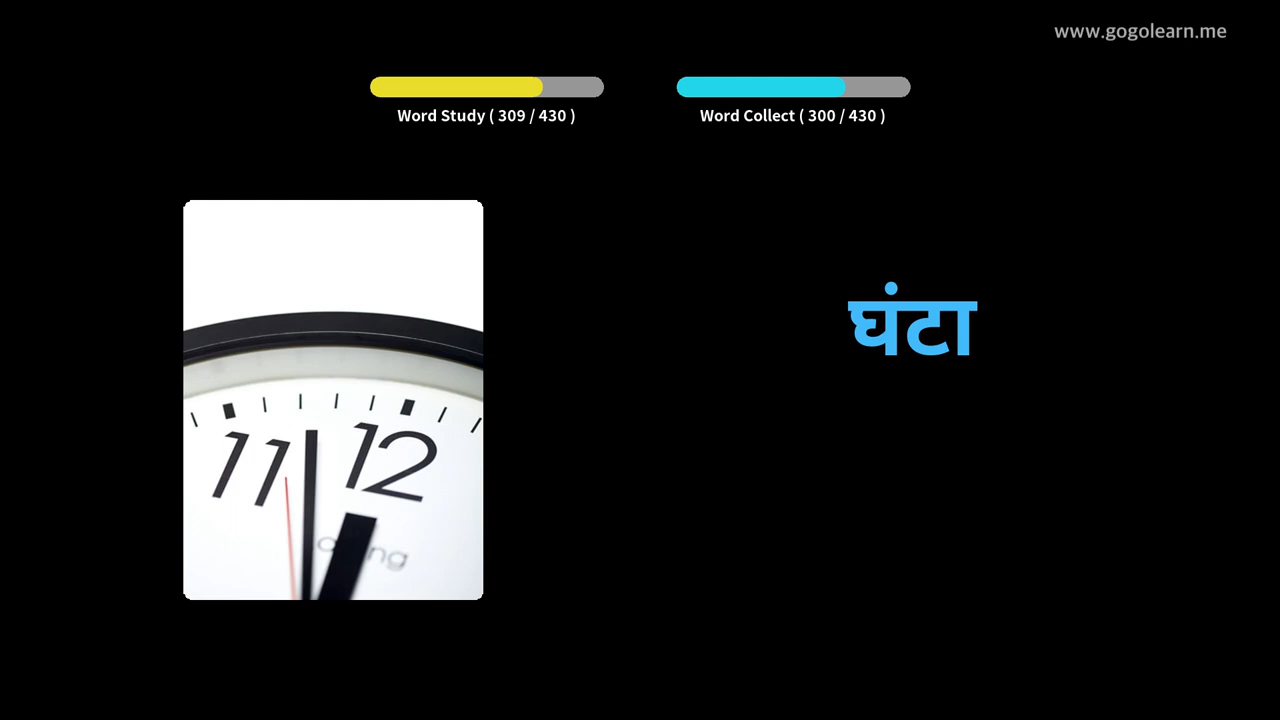 www.gogolearn.me
Word Study ( 309 / 430 )
Word Collect ( 300 / 430 )
घंटा
11 12